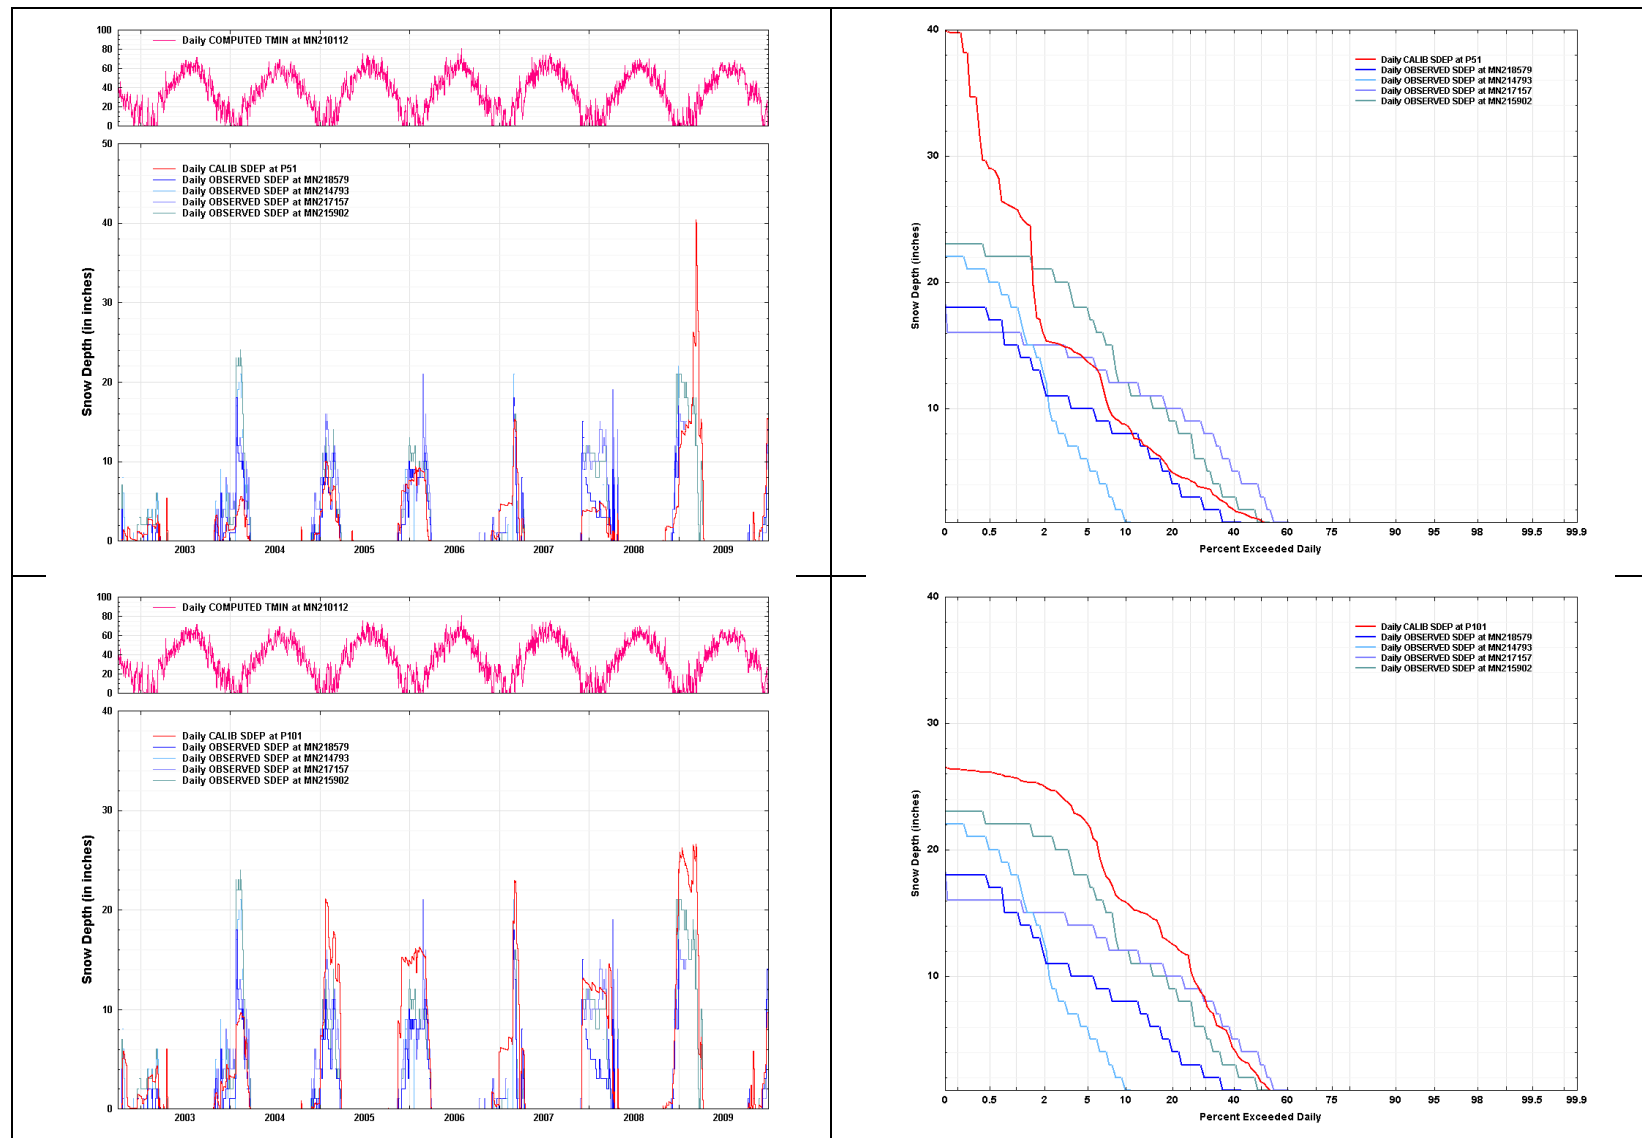 100
80
60
40
20
0
Daily COMPUTED TMIN at MN210112
50
40
30
20
10
0
Snow Depth (in inches)
Daily CALIB SDEP at P51
Daily OBSERVED SDEP at MN218579
Daily OBSERVED SDEP at MN214793
Daily OBSERVED SDEP at MN217157
Daily OBSERVED SDEP at MN215902
2003 2004 2005 2006 2007 2008 2009
40
30
20
10
Snow Depth (inches)
Daily CALIB SDEP at P51
Daily OBSERVED SDEP at MN218579
Daily OBSERVED SDEP at MN214793
Daily OBSERVED SDEP at MN217157
Daily OBSERVED SDEP at MN215902
0 0.5 2 5 10 20 40 60 75 90 95 98 99.5 99.9
Percent Exceeded Daily
100
80
60
40
20
0
Daily COMPUTED TMIN at MN210112
40
30
20
10
0
Snow Depth (in inches)
Daily CALIB SDEP at P101
Daily OBSERVED SDEP at MN218579
Daily OBSERVED SDEP at MN214793
Daily OBSERVED SDEP at MN217157
Daily OBSERVED SDEP at MN215902
2003 2004 2005 2006 2007 2008 2009
40
30
20
10
Snow Depth (inches)
Daily CALIB SDEP at P101
Daily OBSERVED SDEP at MN218579
Daily OBSERVED SDEP at MN214793
Daily OBSERVED SDEP at MN217157
Daily OBSERVED SDEP at MN215902
0 0.5 2 5 10 20 40 60 75 90 95 98 99.5 99.9
Percent Exceeded Daily